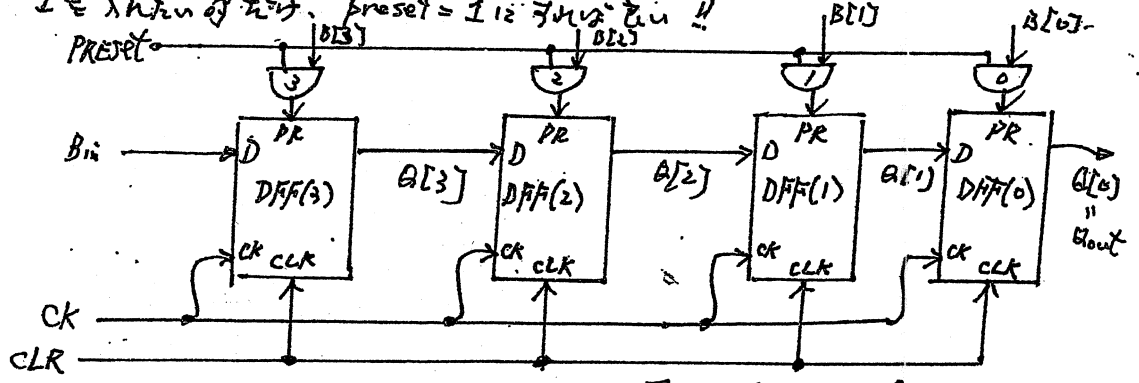 1を入れたい時だけ、preset = 1にすればよい!!
PRESET
B[3]
B[2]
B[1]
B[0]
3
2
1
0
PR
PR
PR
PR
Bin
D
D
D
D
DFF(3)
Q[3]
DFF(2)
Q[2]
DFF(1)
Q[1]
DFF(0)
Q[0]
=
Qout
CK
CLK
CK
CLK
CK
CLK
CK
CLK
CK
CLR